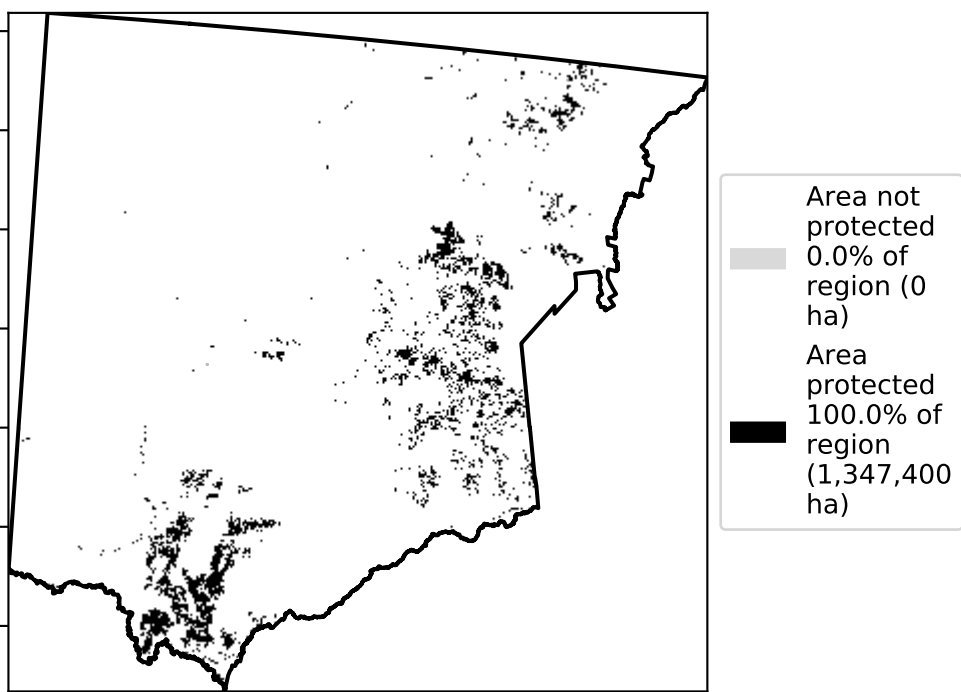 Area not
protected
0.0% of
region (0
ha)
Area
protected
100.0% of
region
(1,347,400
ha)